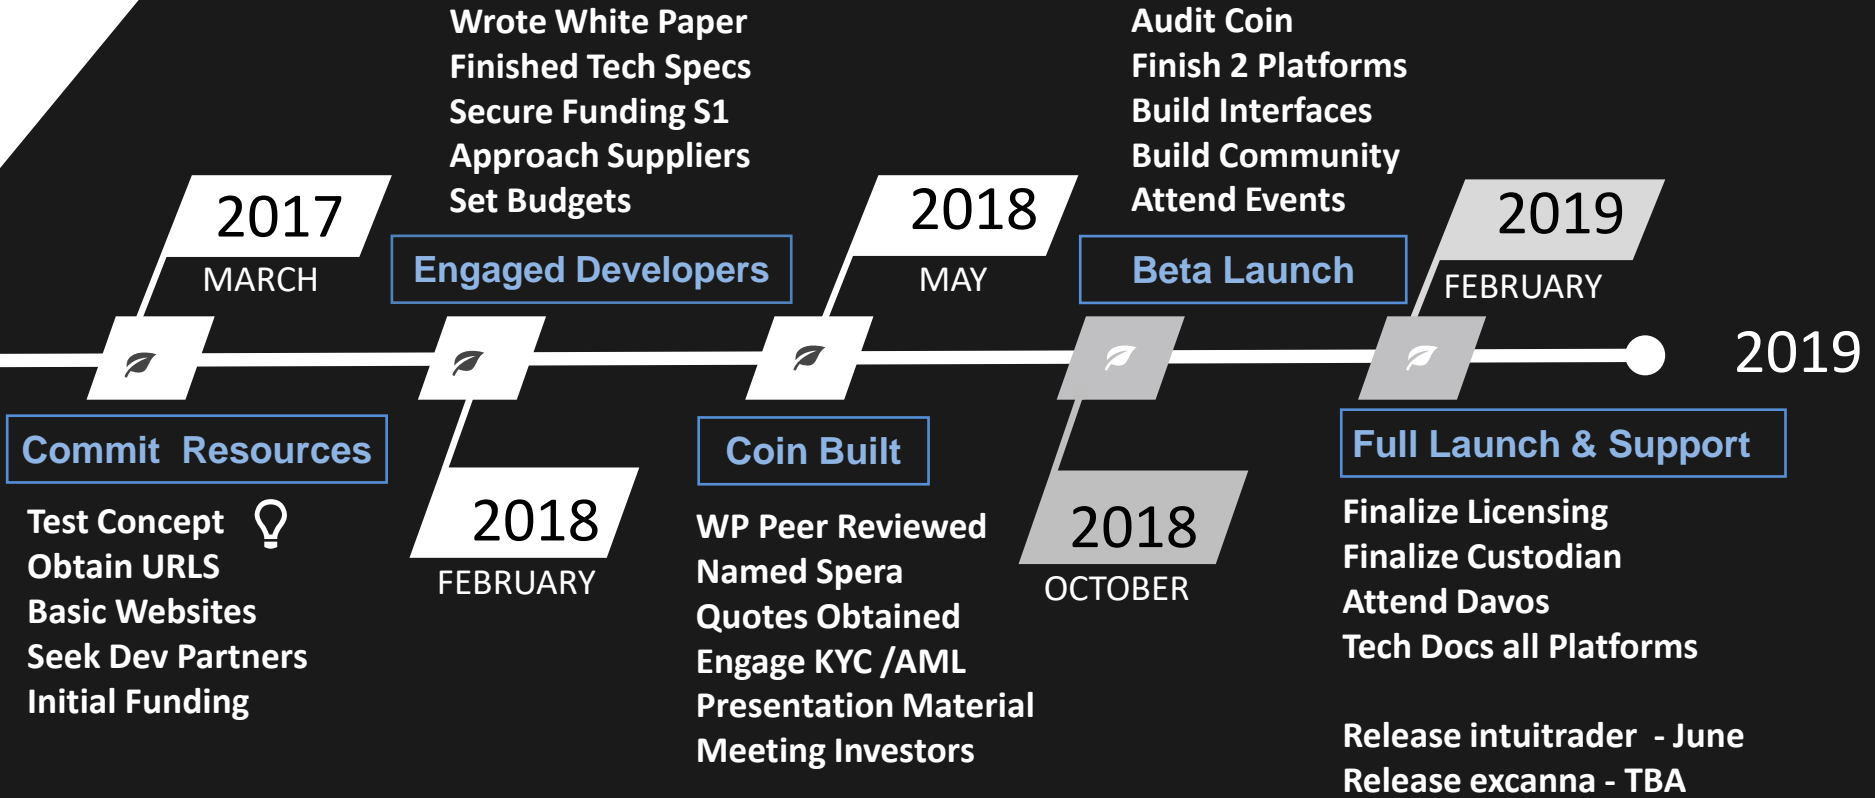 2017
MARCH
Commit  Resources
Test Concept
Obtain URLS
Basic Websites
Seek Dev Partners
Initial Funding
Wrote White Paper
Finished Tech Specs
Secure Funding S1
Approach Suppliers
Set Budgets
Engaged Developers
2018
FEBRUARY
2018
MAY
Coin Built
WP Peer Reviewed
Named Spera
Quotes Obtained
Engage KYC /AML
Presentation Material
Meeting Investors
Audit Coin
Finish 2 Platforms
Build Interfaces
Build Community
Attend Events
Beta Launch
2018
OCTOBER
2019
FEBRUARY
Full Launch & Support
Finalize Licensing
Finalize Custodian
Attend Davos
Tech Docs all Platforms
Release intuitrader  - June
Release excanna - TBA
2019